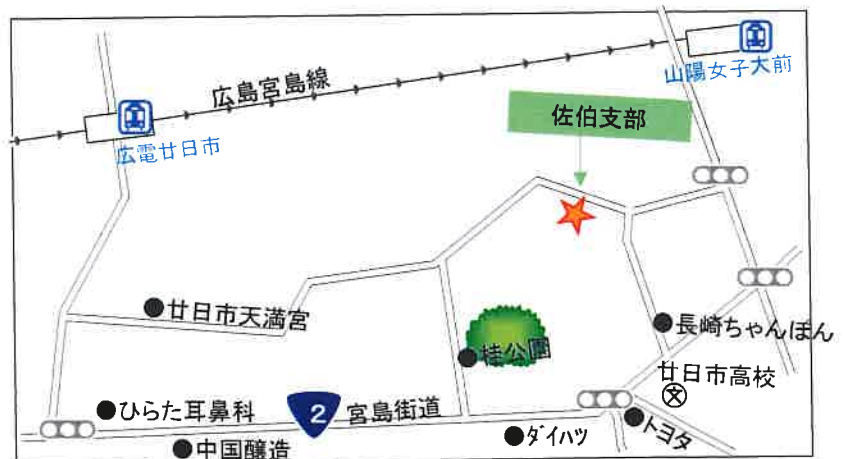 山陽女子大前
広島宮島線
佐伯支部
広電廿日市
廿日市天満宮
長崎ちゃんぽん
桂公園
廿日市高校
文
ひらた耳鼻科
2
宮島街道
トヨタ
ダイハツ
中国醸造